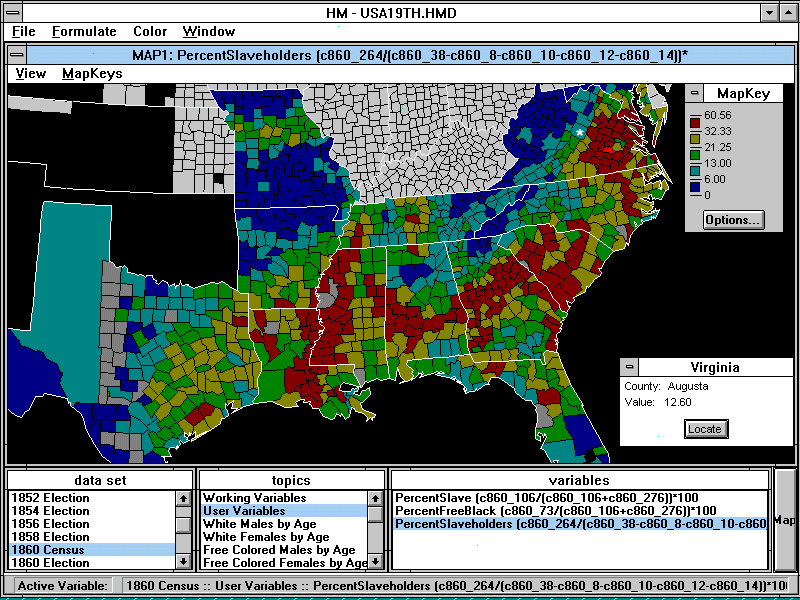 HM - USA19TH.HMD
File Formulate Color Window
MAP1: PercentSlaveholders (c860_264/(c860_38-c860_8-c860_10-c860_12-c860_14))*
View MapKeys
MapKey
60.56
32.33
21.25
13.00
6.00
0
Options...
Virginia
County: Augusta
Value: 12.60
Locate
data set
1852 Election
1854 Election
1856 Election
1858 Election
1860 Census
1860 Election
topics
Working Variables
User Variables
White Males by Age
White Females by Age
Free Colored Males by Age
Free Colored Females by Age
variables
PercentSlave (c860_106/(c860_106+c860_276))*100
PercentFreeBlack (c860_73/(c860_106+c860_276))*100
PercentSlaveholders (c860_264/(c860_38-c860_8-c860_10-c860
Map
Active Variable: 1860 Census :: User Variables :: PercentSlaveholders (c860_264/(c860_38-c860_8-c860_10-c860_12-c860_14))*10